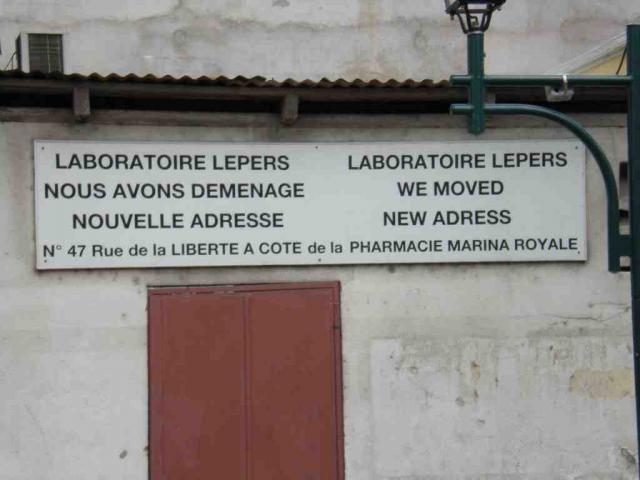 LABORATOIRE LEPERS
NOUS AVONS DEMENAGE
NOUVELLE ADRESSE
LABORATOIRE LEPERS
WE MOVED
NEW ADRESS
N° 47 Rue de la LIBERTE A COTE de la PHARMACIE MARINA ROYALE